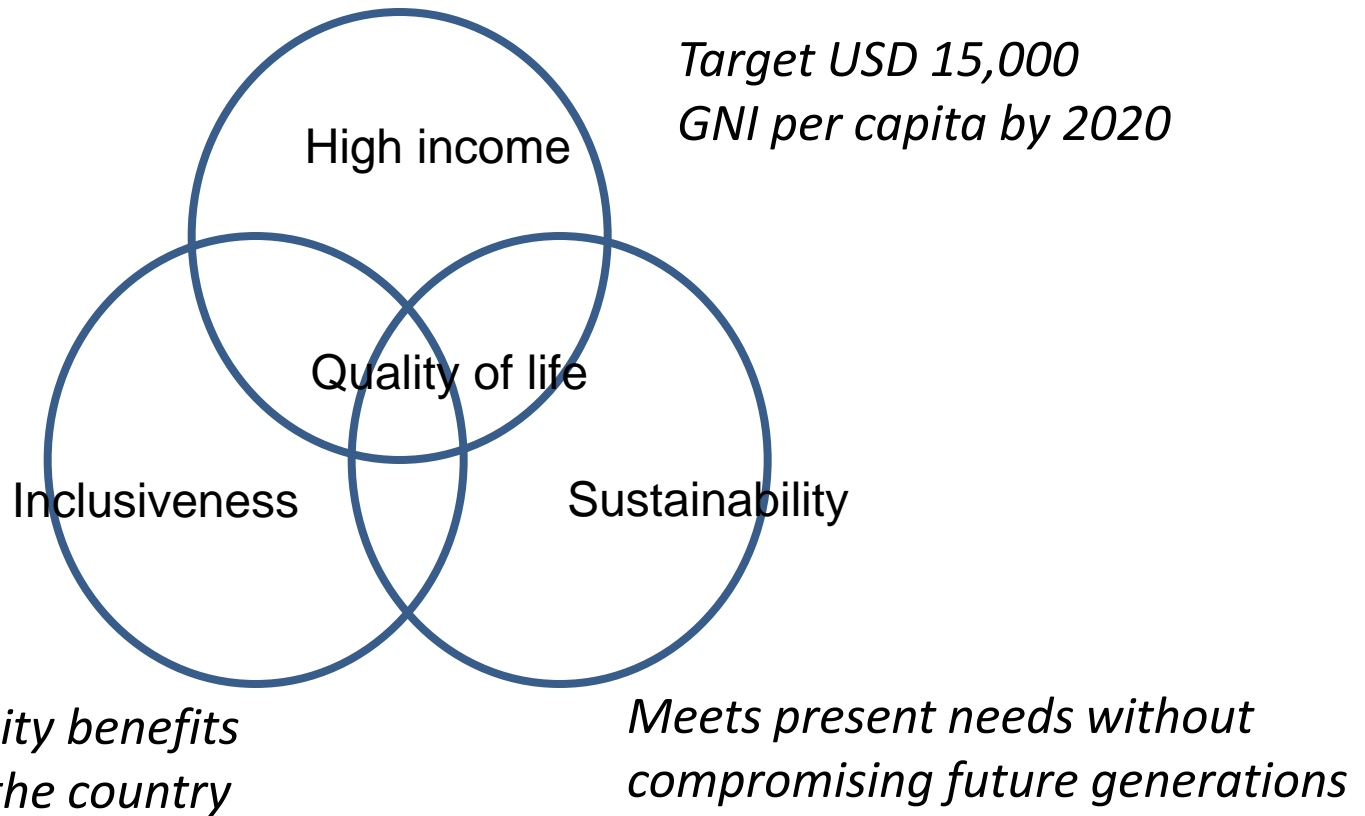 Target USD 15,000
GNI per capita by 2020
High income
Quality of life
Inclusiveness
Sustainability
ity benefits
the country
Meets present needs without
compromising future generations